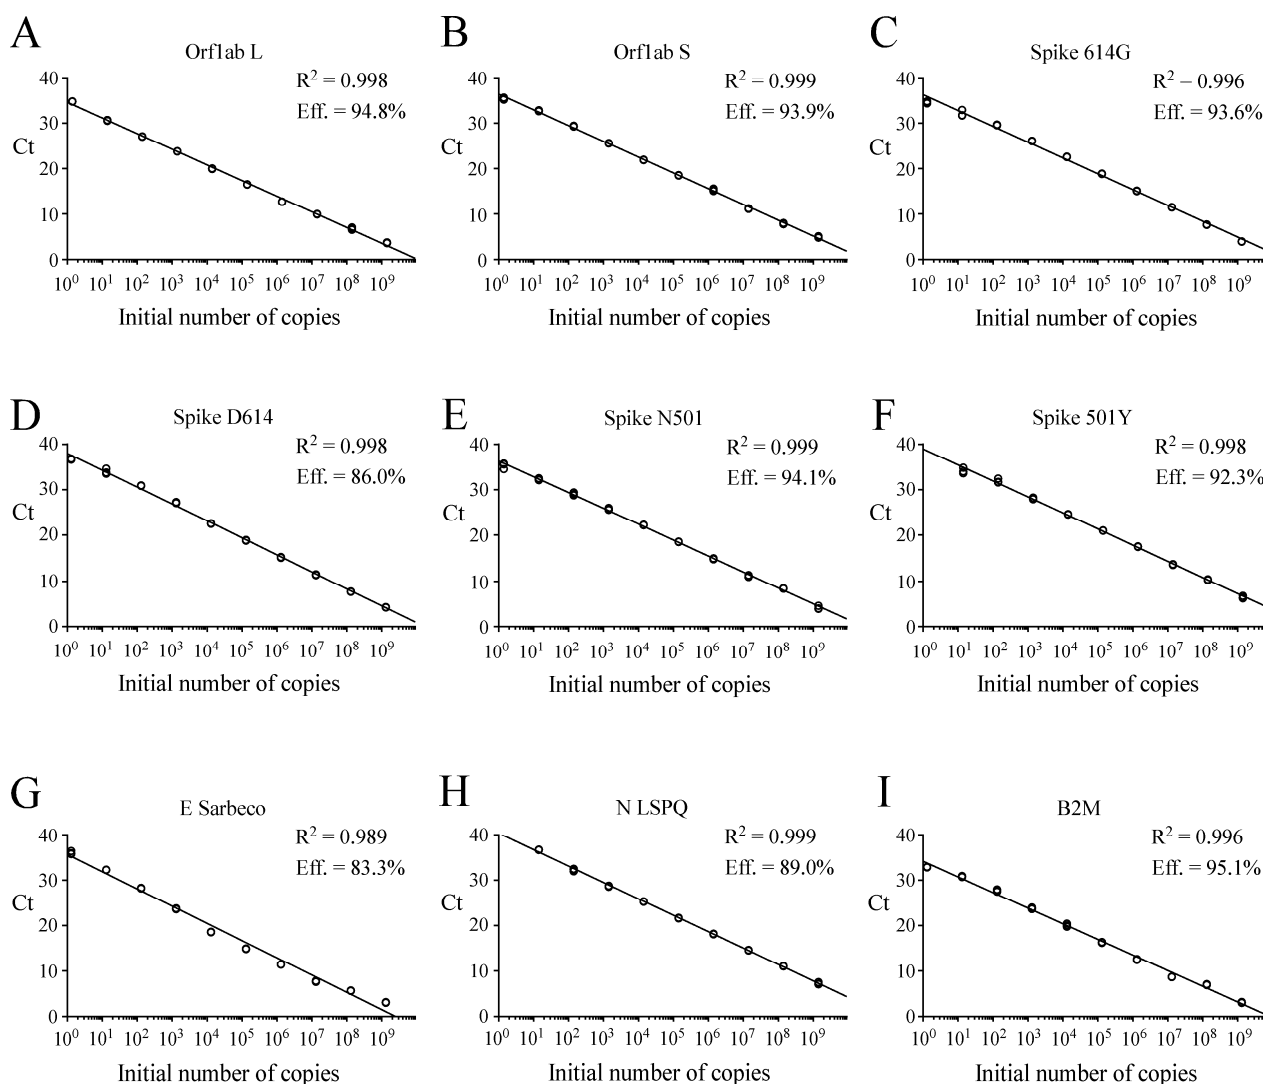 A
Orf1ab L
R² = 0.998
Eff. = 94.8%
40
30
Ct
20
10
0
10⁰ 10¹ 10² 10³ 10⁴ 10⁵ 10⁶ 10⁷ 10⁸ 10⁹
Initial number of copies
B
Orf1ab S
R² – 0.999
Eff. = 93.9%
40
30
Ct
20
10
0
10⁰ 10¹ 10² 10³ 10⁴ 10⁵ 10⁶ 10⁷ 10⁸ 10⁹
Initial number of copies
C
Spike 614G
R² – 0.996
Eff. = 93.6%
40
30
Ct
20
10
0
10⁰ 10¹ 10² 10³ 10⁴ 10⁵ 10⁶ 10⁷ 10⁸ 10⁹
Initial number of copies
D
Spike D614
R² = 0.998
Eff. = 86.0%
40
30
Ct
20
10
0
10⁰ 10¹ 10² 10³ 10⁴ 10⁵ 10⁶ 10⁷ 10⁸ 10⁹
Initial number of copies
E
Spike N501
R² = 0.999
Eff. = 94.1%
40
30
Ct
20
10
0
10⁰ 10¹ 10² 10³ 10⁴ 10⁵ 10⁶ 10⁷ 10⁸ 10⁹
Initial number of copies
F
Spike 501Y
R² = 0.998
Eff. = 92.3%
40
30
Ct
20
10
0
10⁰ 10¹ 10² 10³ 10⁴ 10⁵ 10⁶ 10⁷ 10⁸ 10⁹
Initial number of copies
G
E Sarbeco
R² = 0.989
Eff. = 83.3%
40
30
Ct
20
10
0
10⁰ 10¹ 10² 10³ 10⁴ 10⁵ 10⁶ 10⁷ 10⁸ 10⁹
Initial number of copies
H
N LSPQ
R² = 0.999
Eff. = 89.0%
40
30
Ct
20
10
0
10⁰ 10¹ 10² 10³ 10⁴ 10⁵ 10⁶ 10⁷ 10⁸ 10⁹
Initial number of copies
I
B2M
R² = 0.996
Eff. = 95.1%
40
30
Ct
20
10
0
10⁰ 10¹ 10² 10³ 10⁴ 10⁵ 10⁶ 10⁷ 10⁸ 10⁹
Initial number of copies